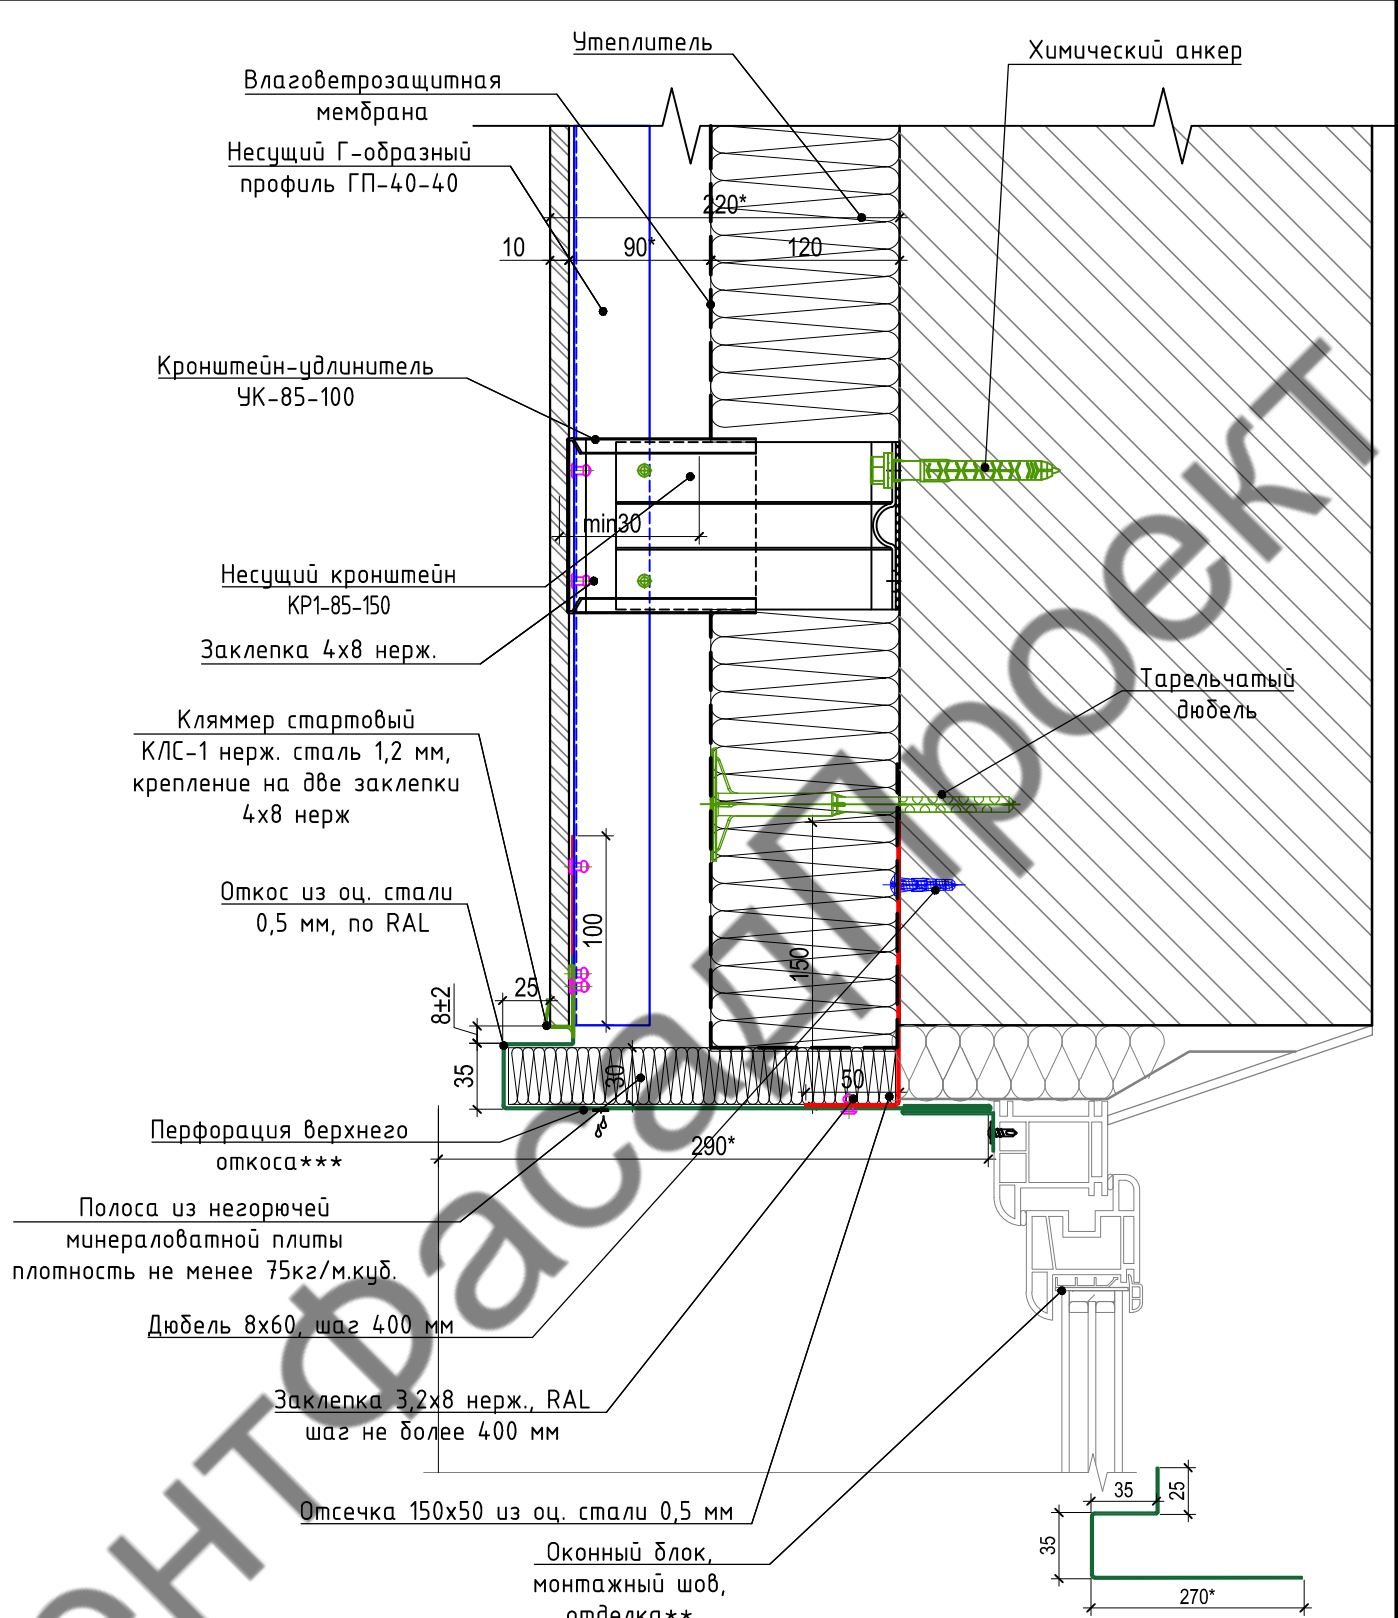 Утеплитель
Химический анкер
Влаговетрозащитная
мембрана
Несущий Г-образный
профиль ГП-40-40
220*
10
90*
120
Кронштейн-удлинитель
УК-85-100
min30
Несущий кронштейн
КР1-85-150
Заклепка 4х8 нерж.
Тарельчатый
дюбель
Кляммер стартовый
КЛС-1 нерж. сталь 1,2 мм,
крепление на две заклепки
4х8 нерж
Откос из оц. стали
0,5 мм, по RAL
100
150
25
8±2
35
30
50
Перфорация верхнего
откоса***
290*
Полоса из негорючей
минераловатной плиты
плотность не менее 75кг/м.куб.
Дюбель 8х60, шаг 400 мм
Заклепка 3,2х8 нерж., RAL
шаг не более 400 мм
Отсечка 150х50 из оц. стали 0,5 мм
Оконный блок,
монтажный шов,
отделка**
35
25
35
270*
ентФасадПроект